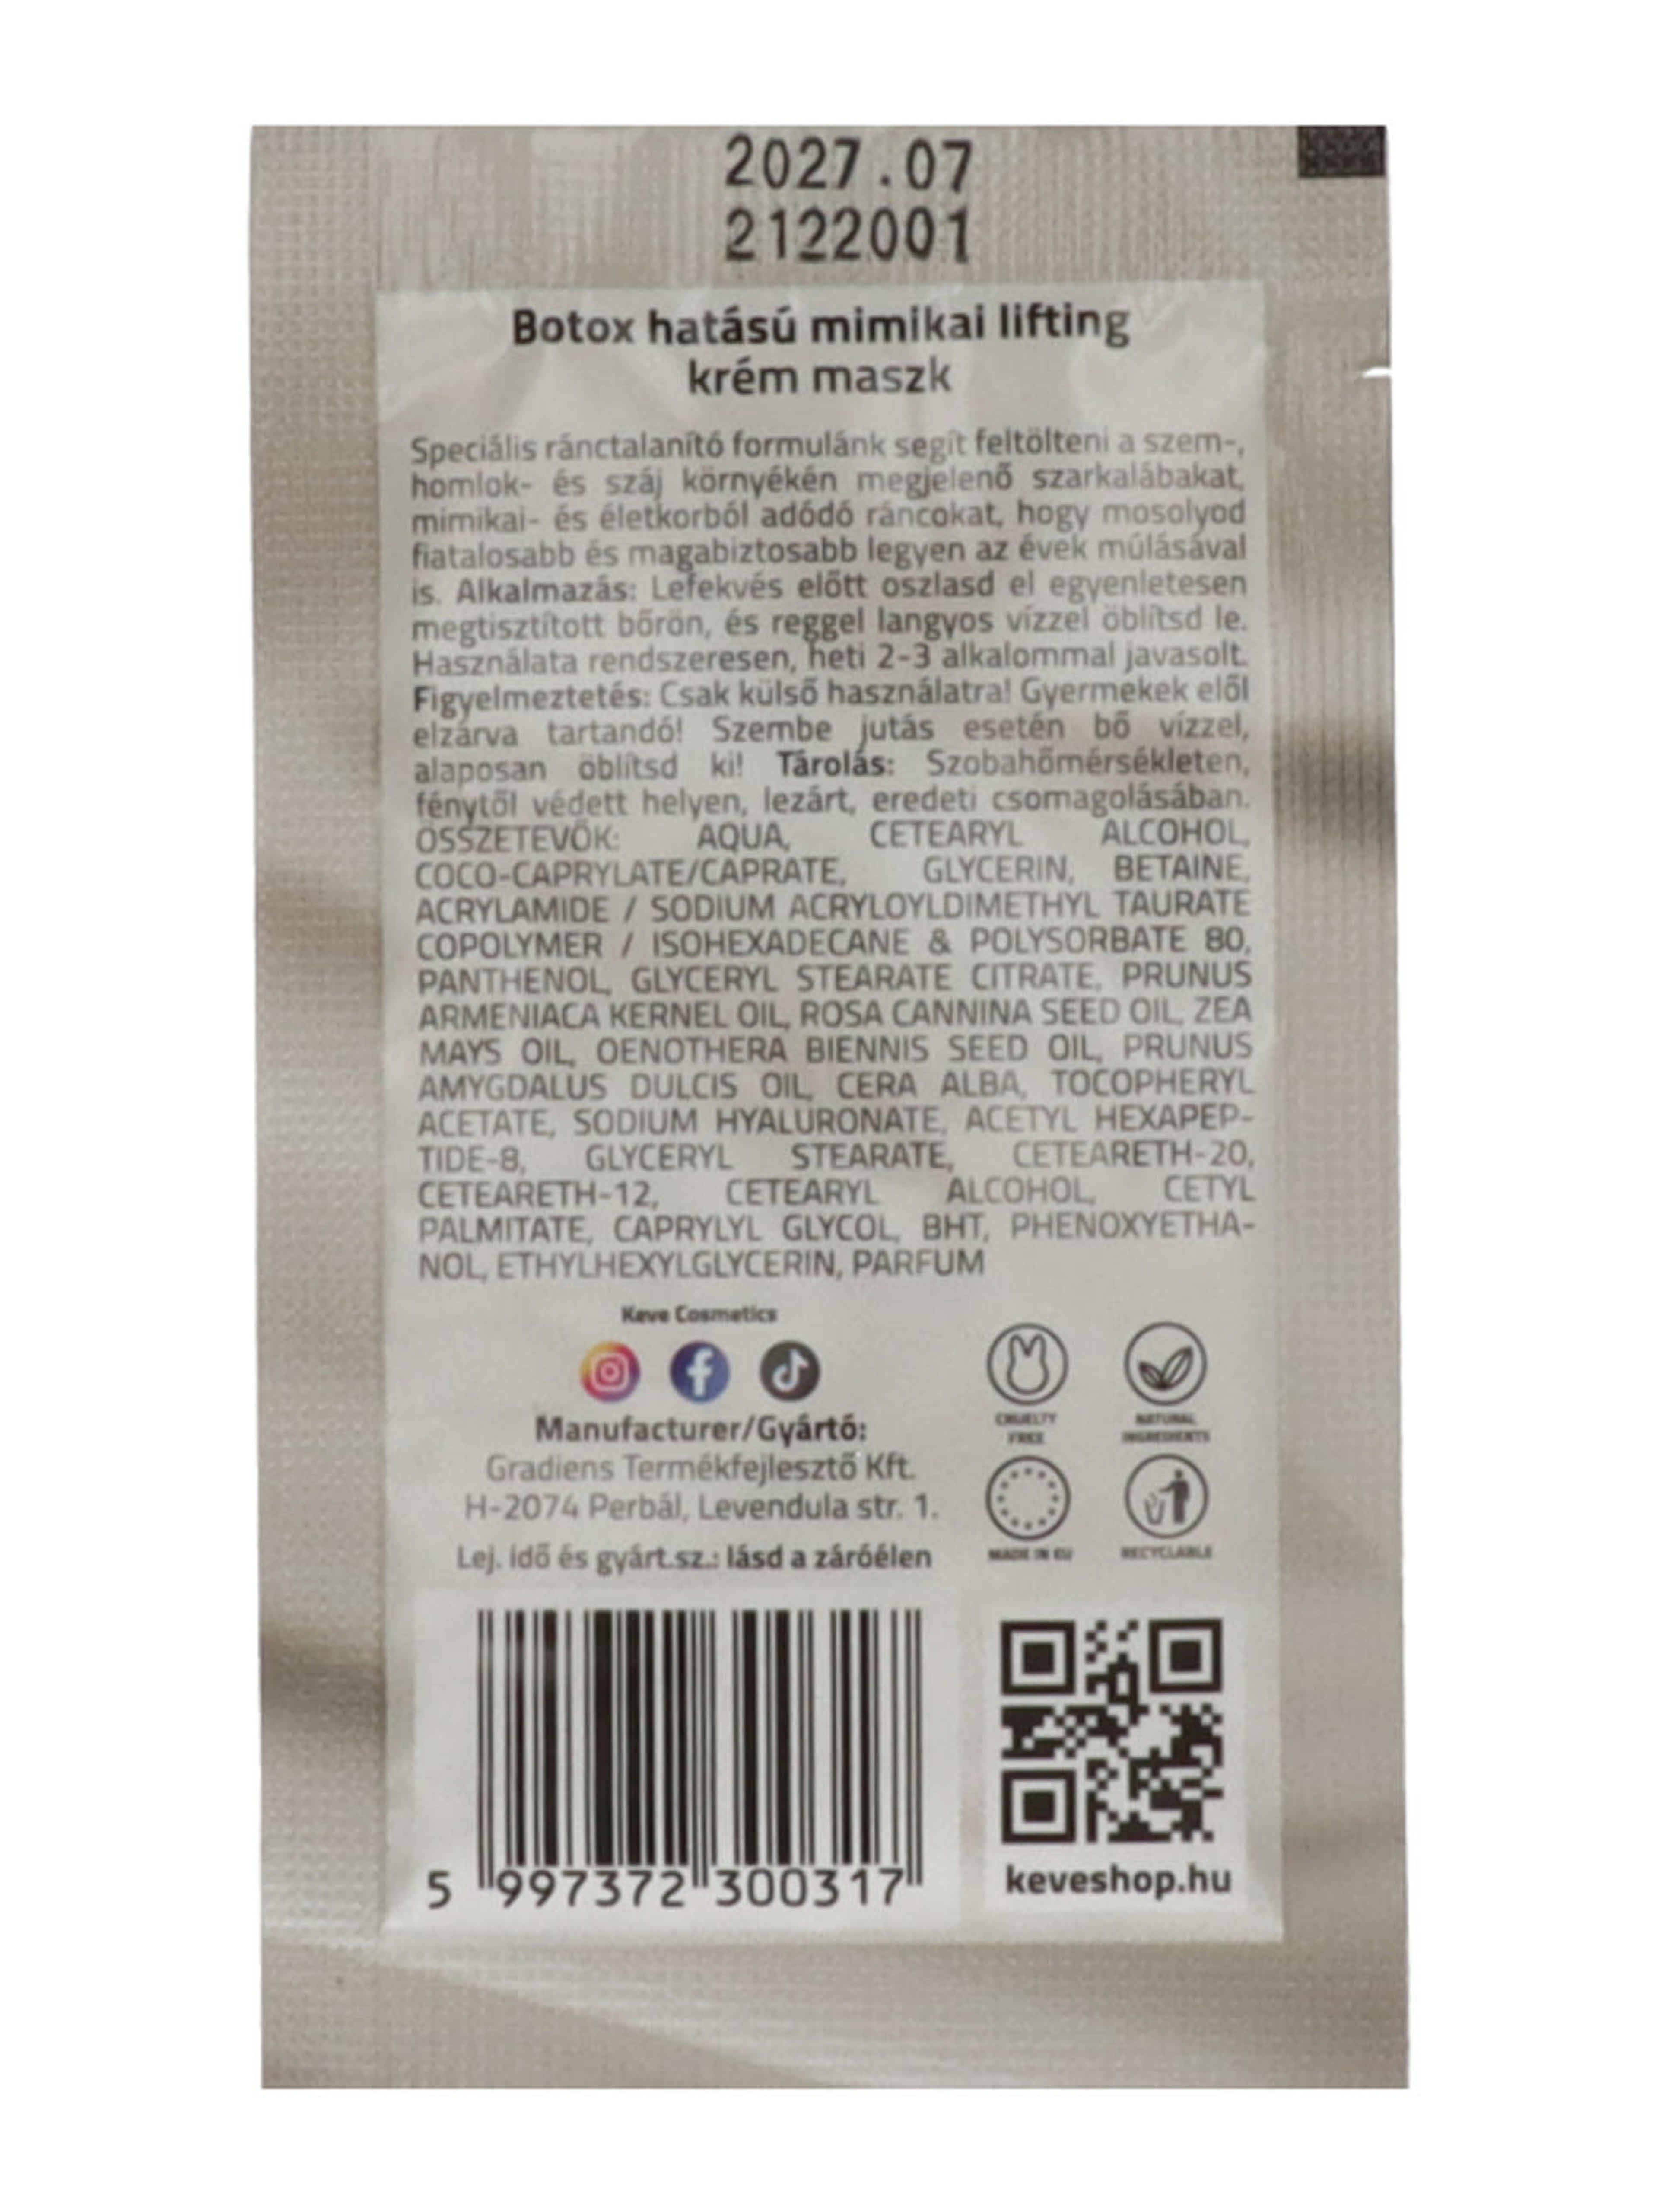 2027.07
2122001
Botox hatású mimikai lifting
krém maszk
Speciális ránctalanító formulánk segít feltölteni a szem-,
homlok- és száj környékén megjelenő szarkalábakat,
mimikai- és életkorból adódó ráncokat, hogy mosolyod
fiatalosabb és magabiztosabb legyen az évek múlásával
is. Alkalmazás: Lefekvés előtt oszlasd el egyenletesen
megtisztított bőrön, és reggel langyos vízzel öblítsd le.
Használata rendszeresen, heti 2-3 alkalommal javasolt.
Figyelmeztetés: Csak külső használatra! Gyermekek elől
elzárva tartandó! Szembe jutás esetén bő vízzel,
alaposan öblítsd ki! Tárolás: Szobahőmérsékleten,
fénytől védett helyen, lezárt, eredeti csomagolásában.
ÖSSZETEVŐK: AQUA, CETEARYL ALCOHOL,
COCO-CAPRYLATE/CAPRATE, GLYCERIN, BETAINE,
ACRYLAMIDE / SODIUM ACRYLOYLDIMETHYL TAURATE
COPOLYMER / ISOHEXADECANE & POLYSORBATE 80,
PANTHENOL, GLYCERYL STEARATE CITRATE, PRUNUS
ARMENIACA KERNEL OIL, ROSA CANNINA SEED OIL, ZEA
MAYS OIL, OENOTHERA BIENNIS SEED OIL, PRUNUS
AMYGDALUS DULCIS OIL, CERA ALBA, TOCOPHERYL
ACETATE, SODIUM HYALURONATE, ACETYL HEXAPEP-
TIDE-8, GLYCERYL STEARATE, CETEARETH-20,
CETEARETH-12, CETEARYL ALCOHOL, CETYL
PALMITATE, CAPRYLYL GLYCOL, BHT, PHENOXYETHA-
NOL, ETHYLHEXYLGLYCERIN, PARFUM
Keve Cosmetics
Manufacturer/Gyártó:
Gradiens Termékfejlesztő Kft.
H-2074 Perbál, Levendula str. 1.
Lej. idő és gyárt.sz.: lásd a záróélen
CRUELTY
FREE
NATURAL
INGREDIENTS
MADE IN EU
RECYCLABLE
5 997372 300317
keveshop.hu